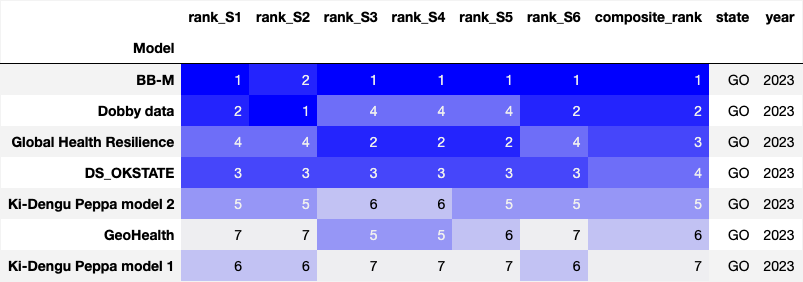 rank_S1 rank_S2 rank_S3 rank_S4 rank_S5 rank_S6 composite_rank state year
Model
BB-M 1 2 1 1 1 1 1 GO 2023
Dobby data 2 1 4 4 4 2 2 GO 2023
Global Health Resilience 4 4 2 2 2 4 3 GO 2023
DS_OKSTATE 3 3 3 3 3 3 4 GO 2023
Ki-Dengu Peppa model 2 5 5 6 6 5 5 5 GO 2023
GeoHealth 7 7 5 5 6 7 6 GO 2023
Ki-Dengu Peppa model 1 6 6 7 7 7 6 7 GO 2023